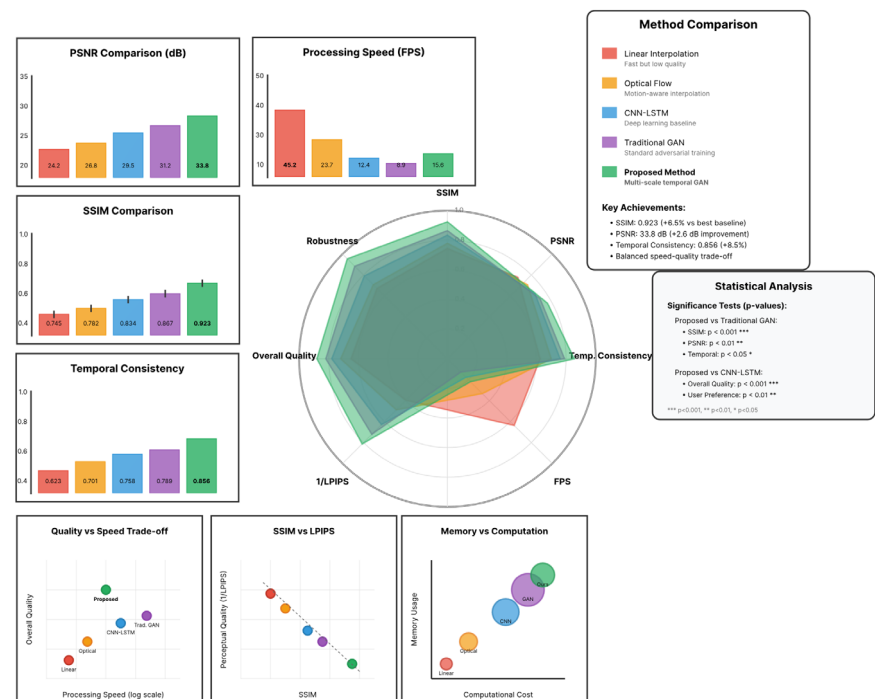 PSNR Comparison (dB)
35
30
25
20
24.2
26.8
29.5
31.2
33.8
Processing Speed (FPS)
50
40
30
10
45.2
23.7
12.4
8.9
15.6
Method Comparison
Linear Interpolation
Fast but low quality
Optical Flow
Motion-aware interpolation
CNN-LSTM
Deep learning baseline
Traditional GAN
Standard adversarial training
Proposed Method
Multi-scale temporal GAN
Key Achievements:
• SSIM: 0.923 (+6.5% vs best baseline)
• PSNR: 33.8 dB (+2.6 dB improvement)
• Temporal Consistency: 0.856 (+8.5%)
• Balanced speed-quality trade-off
SSIM Comparison
1.0
0.8
0.6
0.4
0.745
0.782
0.834
0.867
0.923
SSIM
1.0
PSNR
Temp. Consistency
FPS
1/LPIPS
Overall Quality
Robustness
Statistical Analysis
Significance Tests (p-values):
Proposed vs Traditional GAN:
• SSIM: p < 0.001 ***
• PSNR: p < 0.01 **
• Temporal: p < 0.05 *
Proposed vs CNN-LSTM:
• Overall Quality: p < 0.001 ***
• User Preference: p < 0.01 **
*** p<0.001, ** p<0.01, * p<0.05
Temporal Consistency
1.0
0.8
0.6
0.4
0.623
0.701
0.758
0.789
0.856
Quality vs Speed Trade-off
Overall Quality
Proposed
Trad. GAN
CNN-LSTM
Optical
Linear
Processing Speed (log scale)
SSIM vs LPIPS
Perceptual Quality (1/LPIPS)
SSIM
Memory vs Computation
Memory Usage
Ours
GAN
CNN
Optical
Linear
Computational Cost